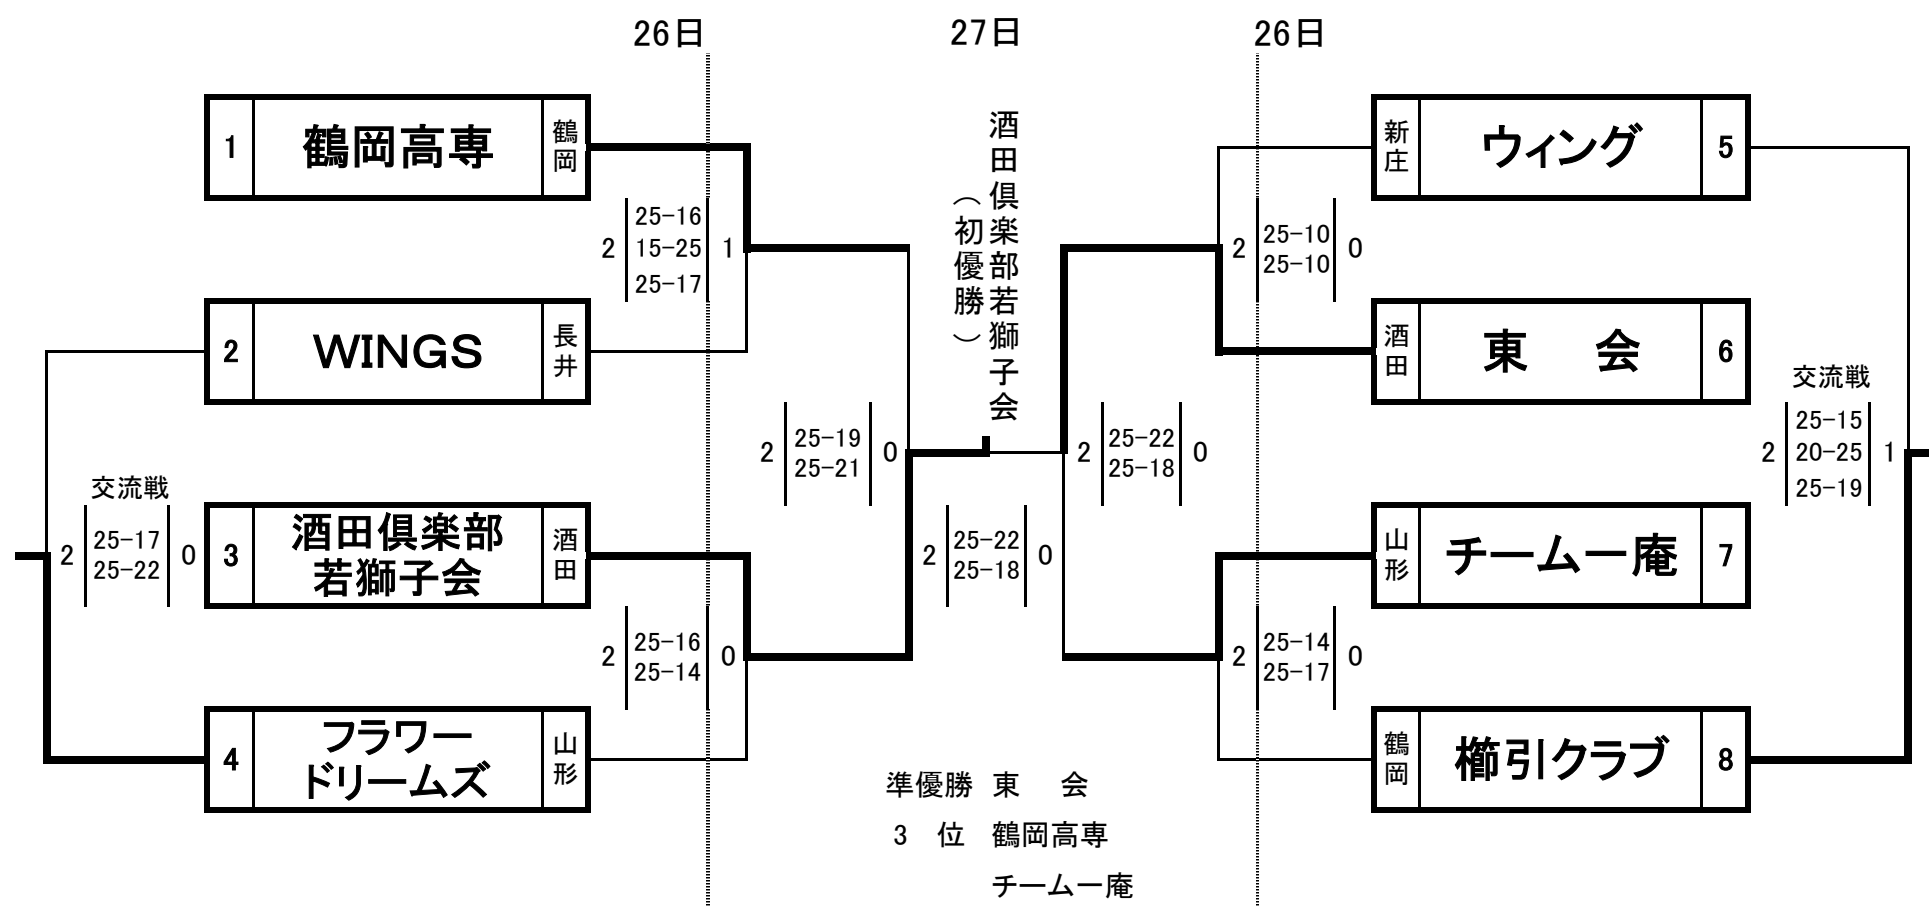 26日
27日
26日
1
鶴岡高専
鶴岡
2
WINGS
長井
3
酒田倶楽部
若獅子会
酒田
4
フラワー
ドリームズ
山形
新庄
ウィング
5
酒田
東　会
6
山形
チーム一庵
7
鶴岡
櫛引クラブ
8
酒田倶楽部若獅子会
（初優勝）
2
25-16
15-25
25-17
1
2
25-16
25-14
0
2
25-19
25-21
0
交流戦
2
25-17
25-22
0
2
25-22
25-18
0
2
25-22
25-18
0
2
25-10
25-10
0
2
25-14
25-17
0
交流戦
2
25-15
20-25
25-19
1
準優勝 東　会
3　位 鶴岡高専
チーム一庵